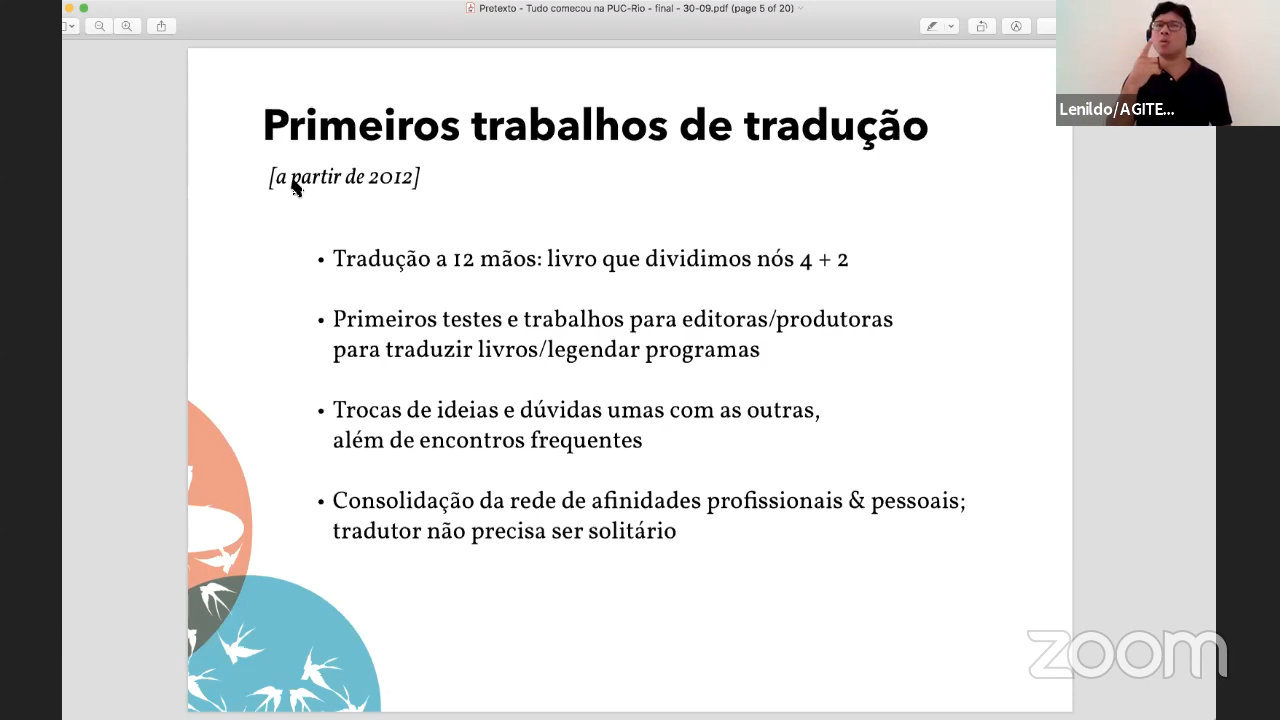 Pretexto - Tudo começou na PUC-Rio - final - 30-09.pdf (page 5 of 20)
Lenildo/AGITE...
Primeiros trabalhos de tradução
[a partir de 2012]
• Tradução a 12 mãos: livro que dividimos nós 4 + 2
• Primeiros testes e trabalhos para editoras/produtoras
para traduzir livros/legendar programas
• Trocas de ideias e dúvidas umas com as outras,
além de encontros frequentes
• Consolidação da rede de afinidades profissionais & pessoais;
tradutor não precisa ser solitário
zoom